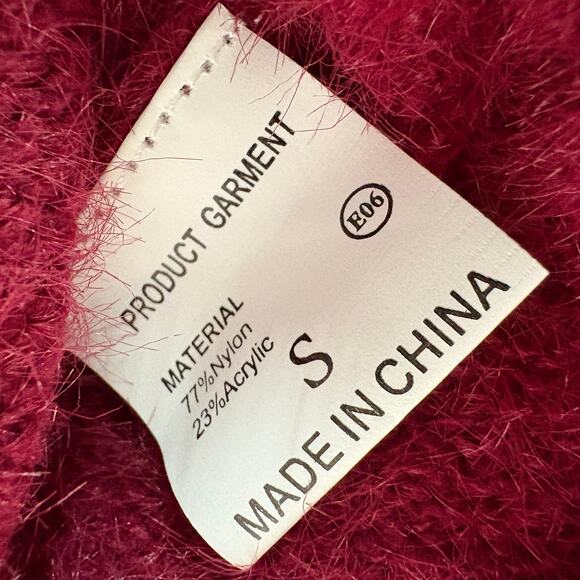 PRODUCT GARMENT
E06
MATERIAL
77%Nylon
23%Acrylic
S
MADE IN CHINA